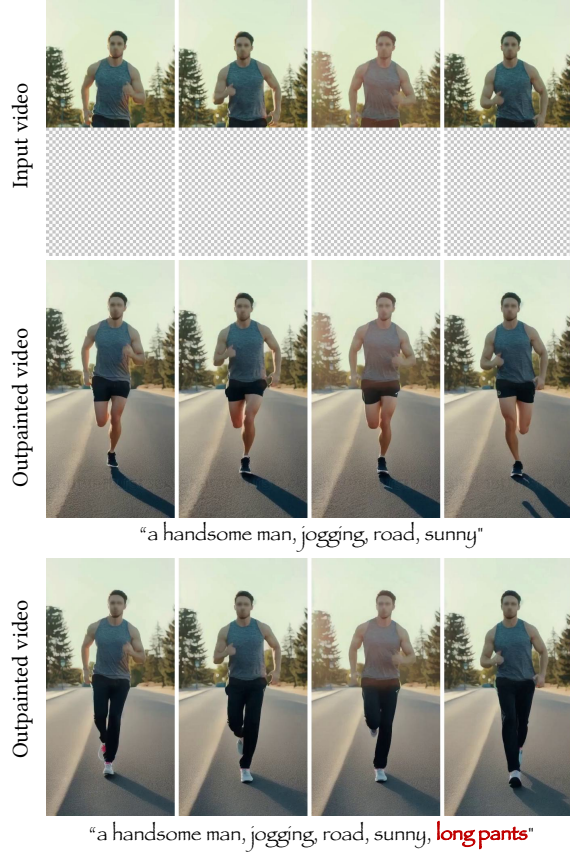 Input video
Outpainted video
“a handsome man, jogging, road, sunny"
Outpainted video
“a handsome man, jogging, road, sunny, long pants"